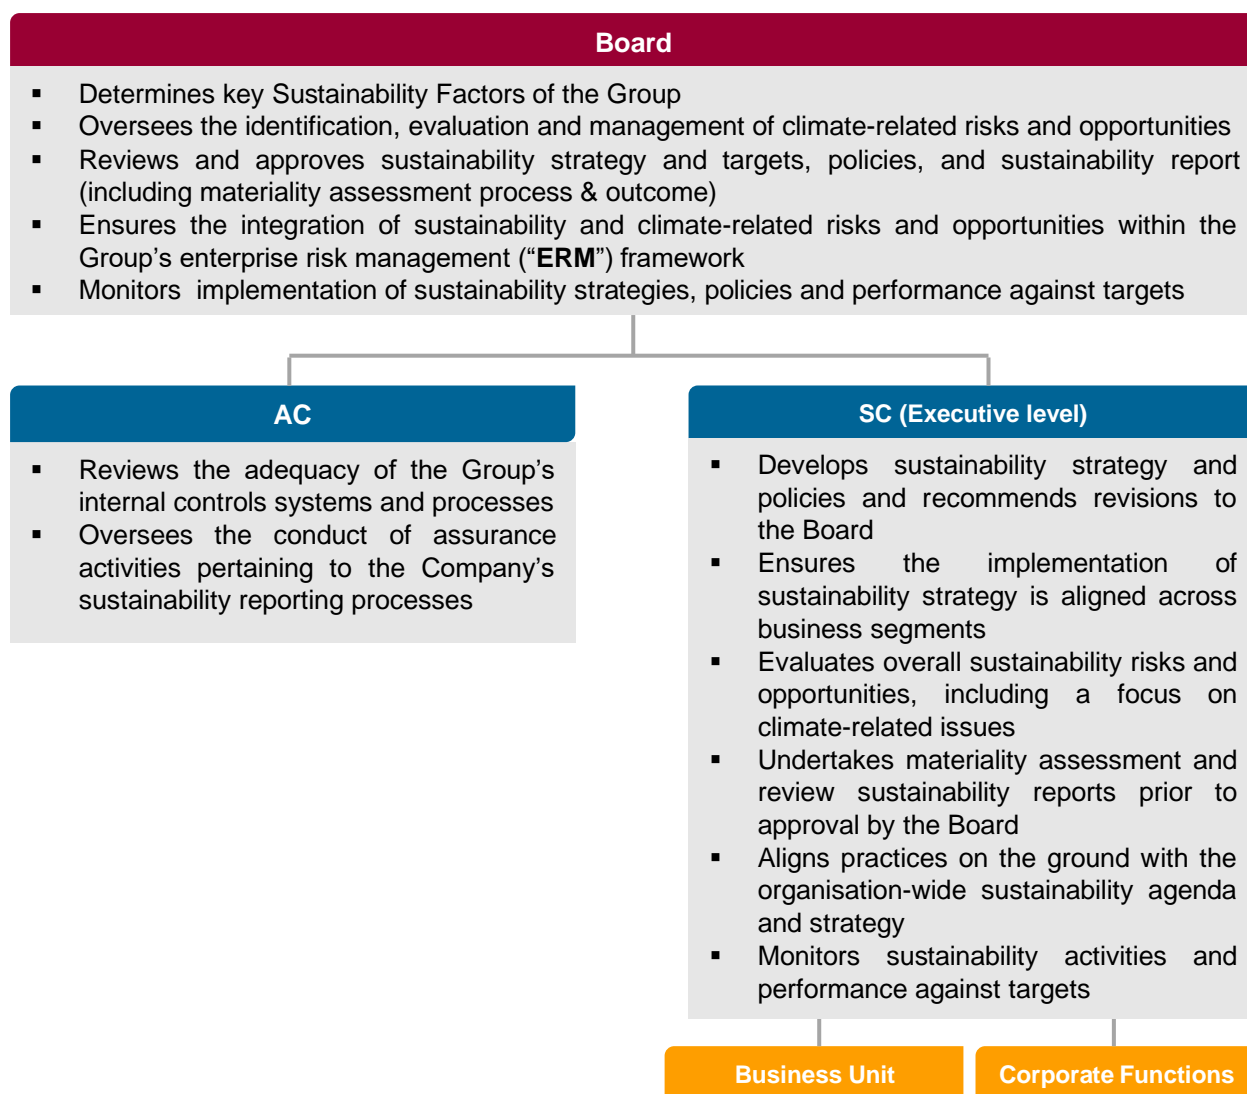 Board
▪ Determines key Sustainability Factors of the Group
▪ Oversees the identification, evaluation and management of climate-related risks and opportunities
▪ Reviews and approves sustainability strategy and targets, policies, and sustainability report
(including materiality assessment process & outcome)
▪ Ensures the integration of sustainability and climate-related risks and opportunities within the
Group’s enterprise risk management (“ERM”) framework
▪ Monitors implementation of sustainability strategies, policies and performance against targets
AC
▪ Reviews the adequacy of the Group’s
internal controls systems and processes
▪ Oversees the conduct of assurance
activities pertaining to the Company’s
sustainability reporting processes
SC (Executive level)
▪ Develops sustainability strategy and
policies and recommends revisions to
the Board
▪ Ensures the implementation of
sustainability strategy is aligned across
business segments
▪ Evaluates overall sustainability risks and
opportunities, including a focus on
climate-related issues
▪ Undertakes materiality assessment and
review sustainability reports prior to
approval by the Board
▪ Aligns practices on the ground with the
organisation-wide sustainability agenda
and strategy
▪ Monitors sustainability activities and
performance against targets
Business Unit
Corporate Functions